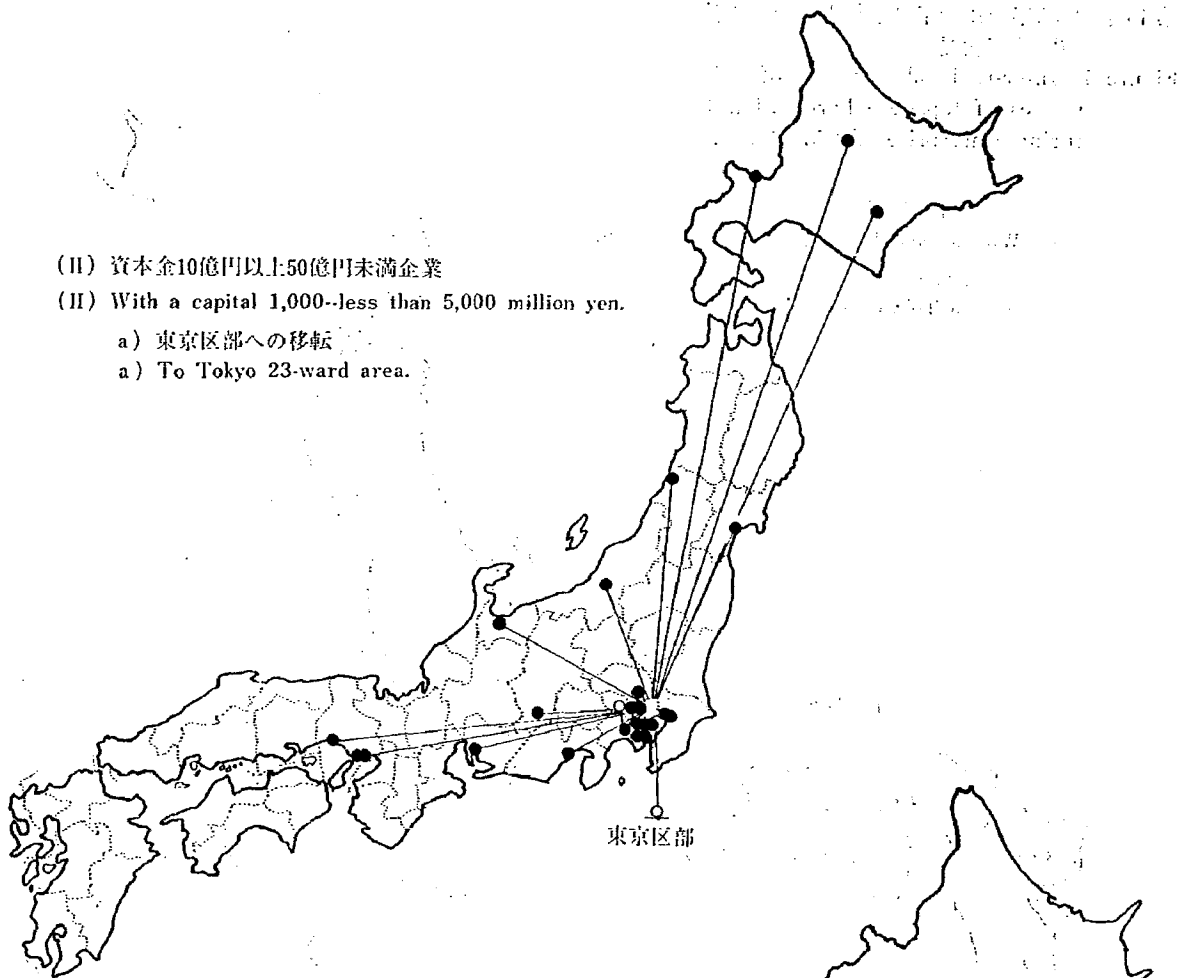 (II) 資本金10億円以上50億円未満企業
(II) With a capital 1,000--less than 5,000 million yen.
a) 東京区部への移転
a) To Tokyo 23-ward area.
東京区部